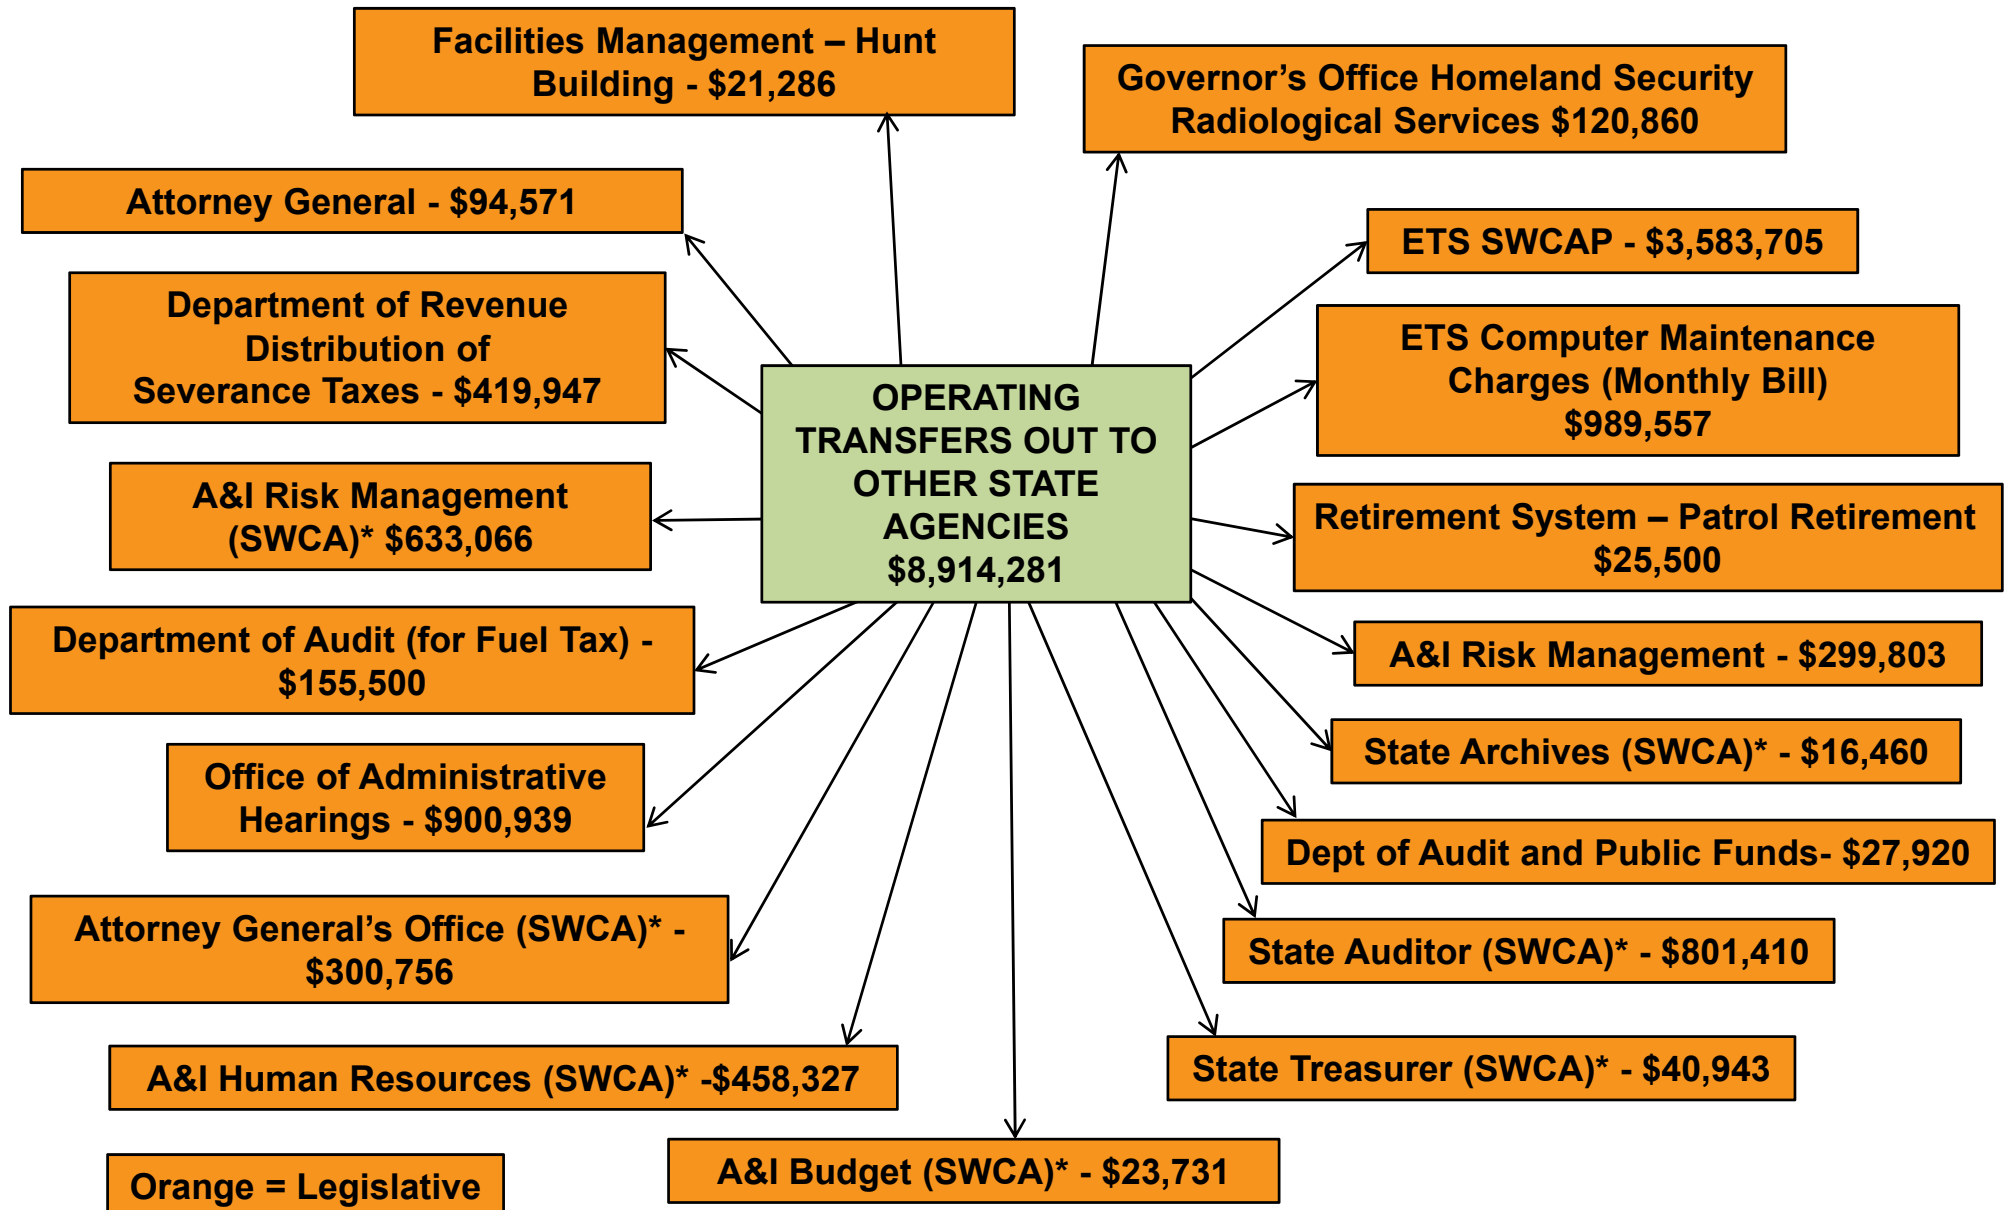 Facilities Management – Hunt
Building - $21,286
Governor’s Office Homeland Security
Radiological Services $120,860
Attorney General - $94,571
ETS SWCAP - $3,583,705
Department of Revenue
Distribution of
Severance Taxes - $419,947
ETS Computer Maintenance
Charges (Monthly Bill)
$989,557
OPERATING
TRANSFERS OUT TO
OTHER STATE
AGENCIES
$8,914,281
A&I Risk Management
(SWCA)* $633,066
Retirement System – Patrol Retirement
$25,500
Department of Audit (for Fuel Tax) -
$155,500
A&I Risk Management - $299,803
State Archives (SWCA)* - $16,460
Office of Administrative
Hearings - $900,939
Dept of Audit and Public Funds- $27,920
Attorney General’s Office (SWCA)* -
$300,756
State Auditor (SWCA)* - $801,410
A&I Human Resources (SWCA)* -$458,327
State Treasurer (SWCA)* - $40,943
A&I Budget (SWCA)* - $23,731
Orange = Legislative